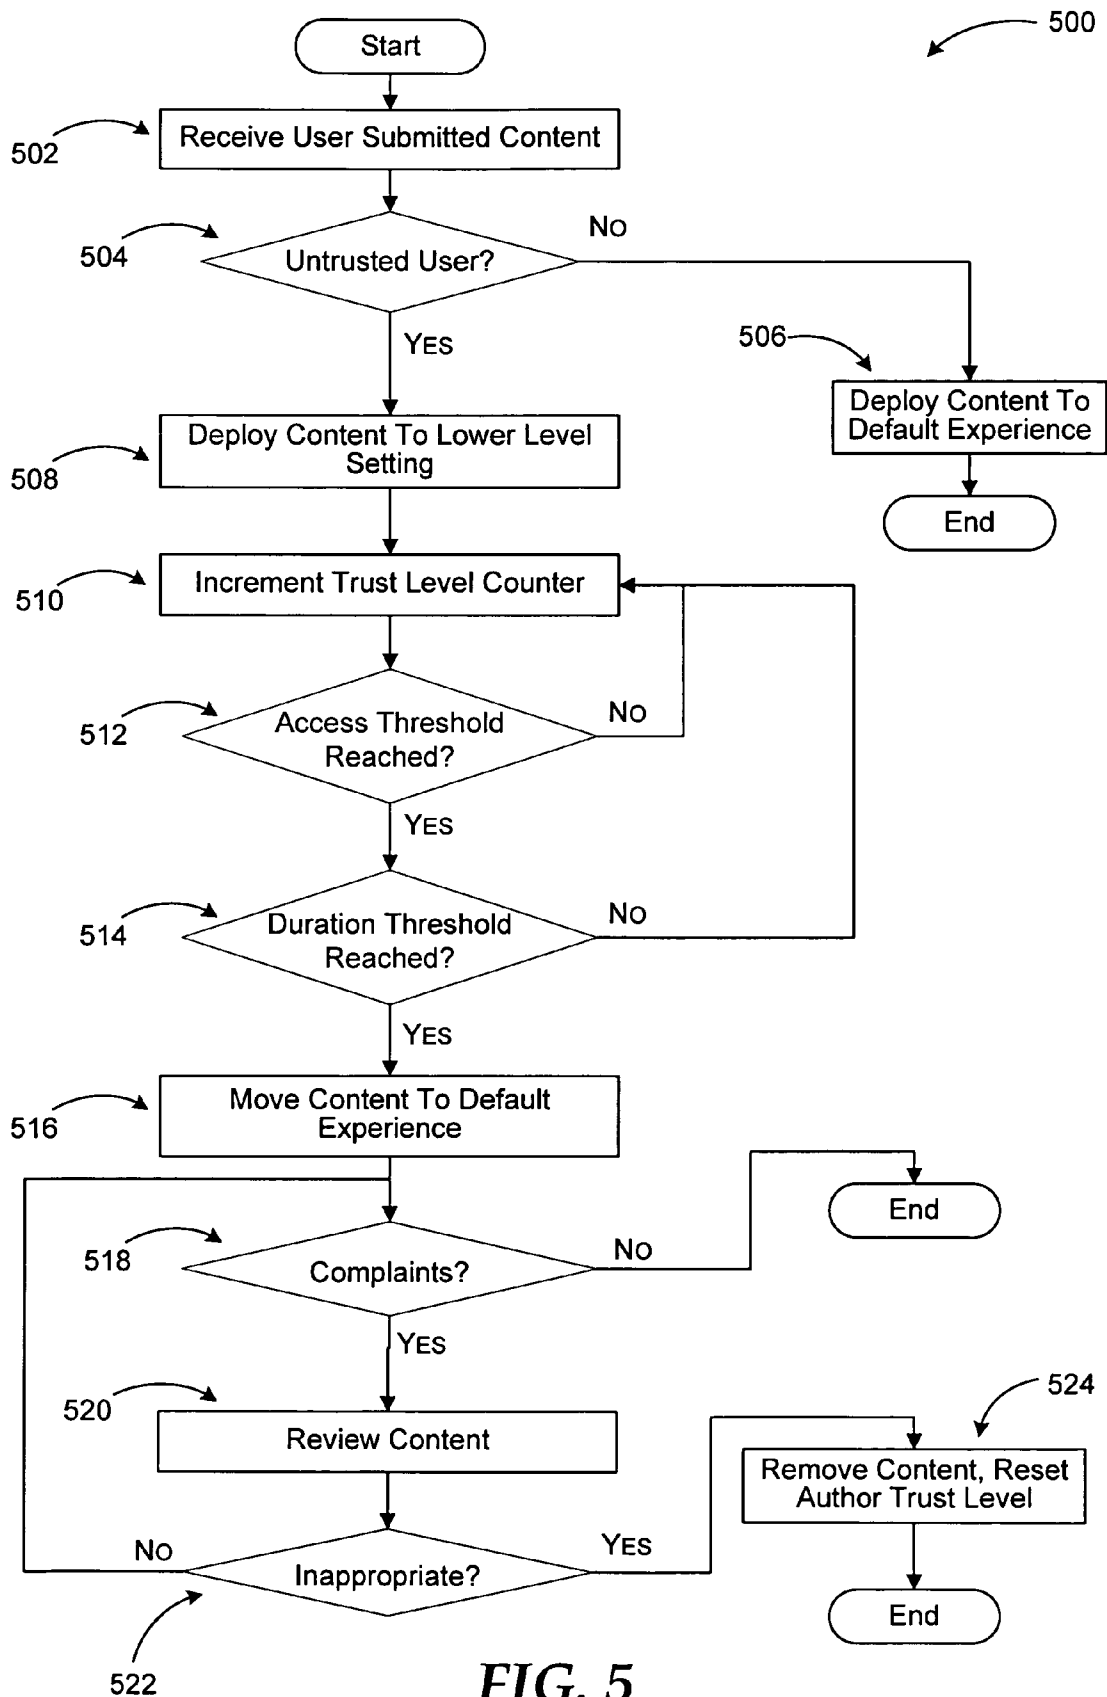 500
Start
502
Receive User Submitted Content
504
Untrusted User?
No
Yes
506
Deploy Content To
Default Experience
End
508
Deploy Content To Lower Level
Setting
510
Increment Trust Level Counter
512
Access Threshold
Reached?
No
Yes
514
Duration Threshold
Reached?
No
Yes
516
Move Content To Default
Experience
518
Complaints?
No
End
Yes
520
Review Content
524
Remove Content, Reset
Author Trust Level
End
522
Inappropriate?
No
Yes
FIG. 5